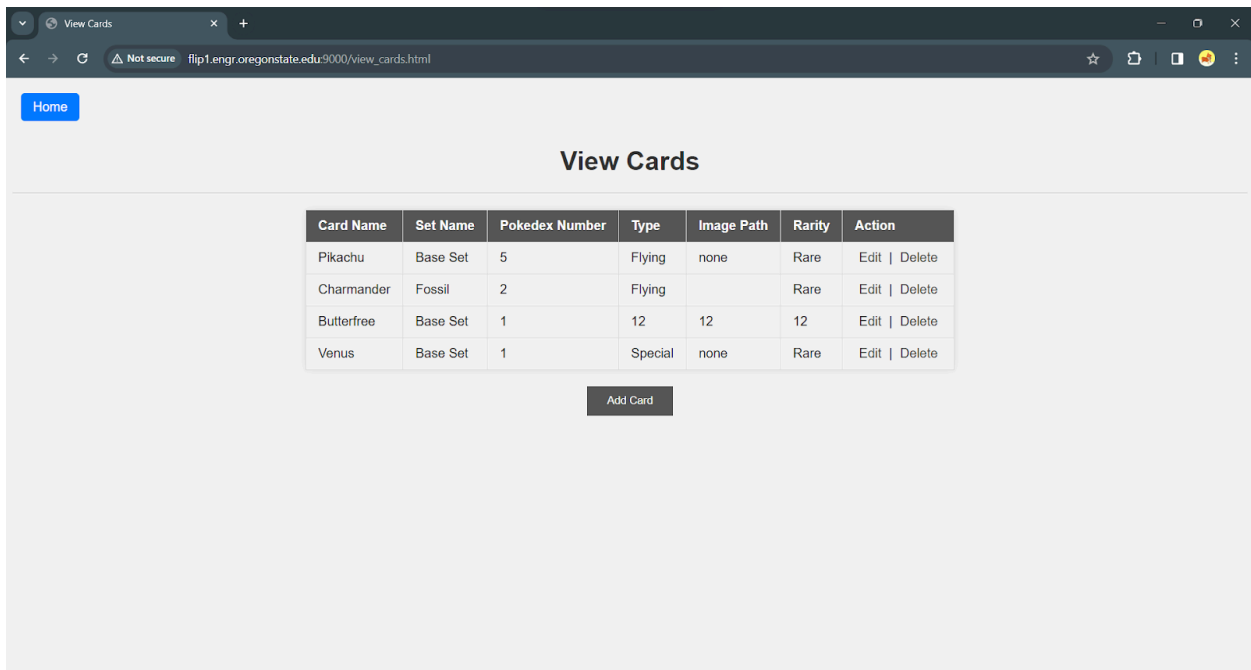 View Cards
Not secure flip1.engr.oregonstate.edu:9000/view_cards.html
Home
View Cards
Card Name Set Name Pokedex Number Type Image Path Rarity Action
Pikachu Base Set 5 Flying none Rare Edit | Delete
Charmander Fossil 2 Flying Rare Edit | Delete
Butterfree Base Set 1 12 12 12 Edit | Delete
Venus Base Set 1 Special none Rare Edit | Delete
Add Card